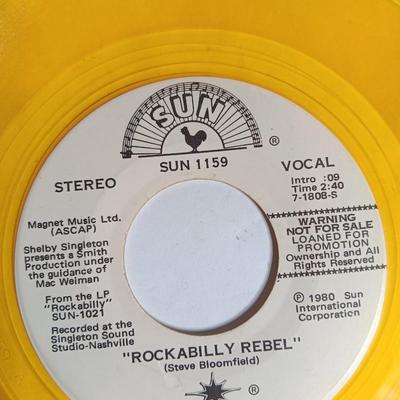 SUN
®
SUN 1159
STEREO
VOCAL
Intro :09
Time 2:40
7-1808-S
Magnet Music Ltd.
(ASCAP)
Shelby Singleton
presents a Smith
Production under
the guidance of
Mac Weiman
From the LP
"Rockabilly"
SUN-1021
Recorded at the
Singleton Sound
Studio-Nashville
WARNING
NOT FOR SALE
LOANED FOR
PROMOTION
Ownership and All
Rights Reserved
℗ 1980 Sun
International
Corporation
"ROCKABILLY REBEL"
(Steve Bloomfield)
®